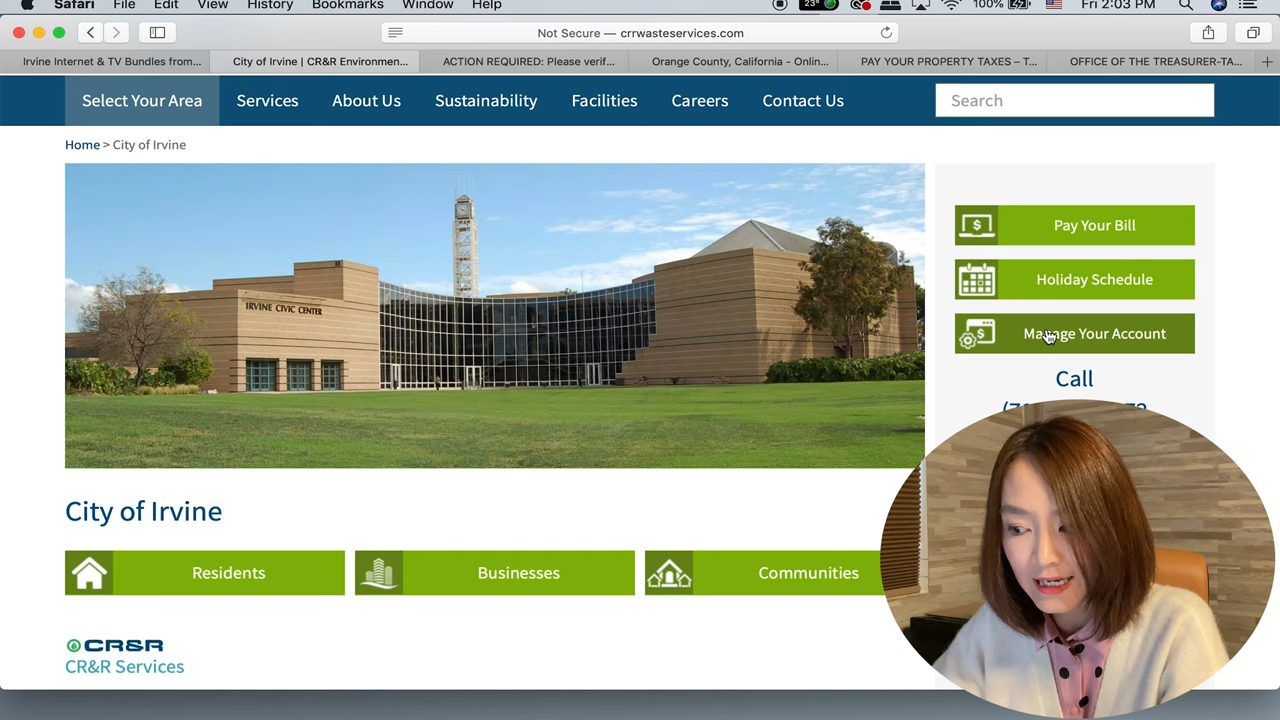 Safari File Edit View History Bookmarks Window Help 23° 100% Fri 2:03 PM
Not Secure — crrwasteservices.com
Irvine Internet & TV Bundles from... City of Irvine | CR&R Environmen... ACTION REQUIRED: Please verif... Orange County, California - Onlin... PAY YOUR PROPERTY TAXES – T... OFFICE OF THE TREASURER-TA...
Select Your Area Services About Us Sustainability Facilities Careers Contact Us Search
Home > City of Irvine
IRVINE CIVIC CENTER
Pay Your Bill
Holiday Schedule
Manage Your Account
Call
City of Irvine
Residents Businesses Communities
CR&R
CR&R Services